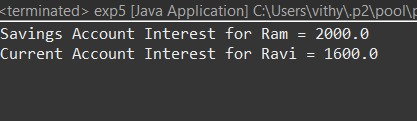 <terminated> exp5 [Java Application] C:\Users\vithy\.p2\pool\
Savings Account Interest for Ram = 2000.0
Current Account Interest for Ravi = 1600.0